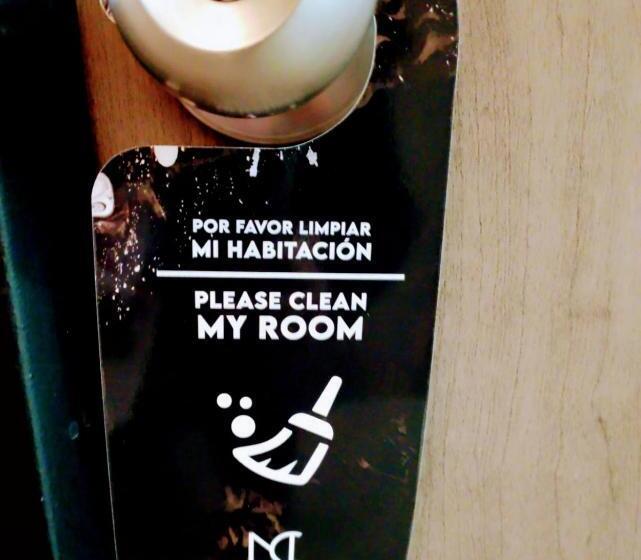 POR FAVOR LIMPIAR
MI HABITACIÓN
PLEASE CLEAN
MY ROOM